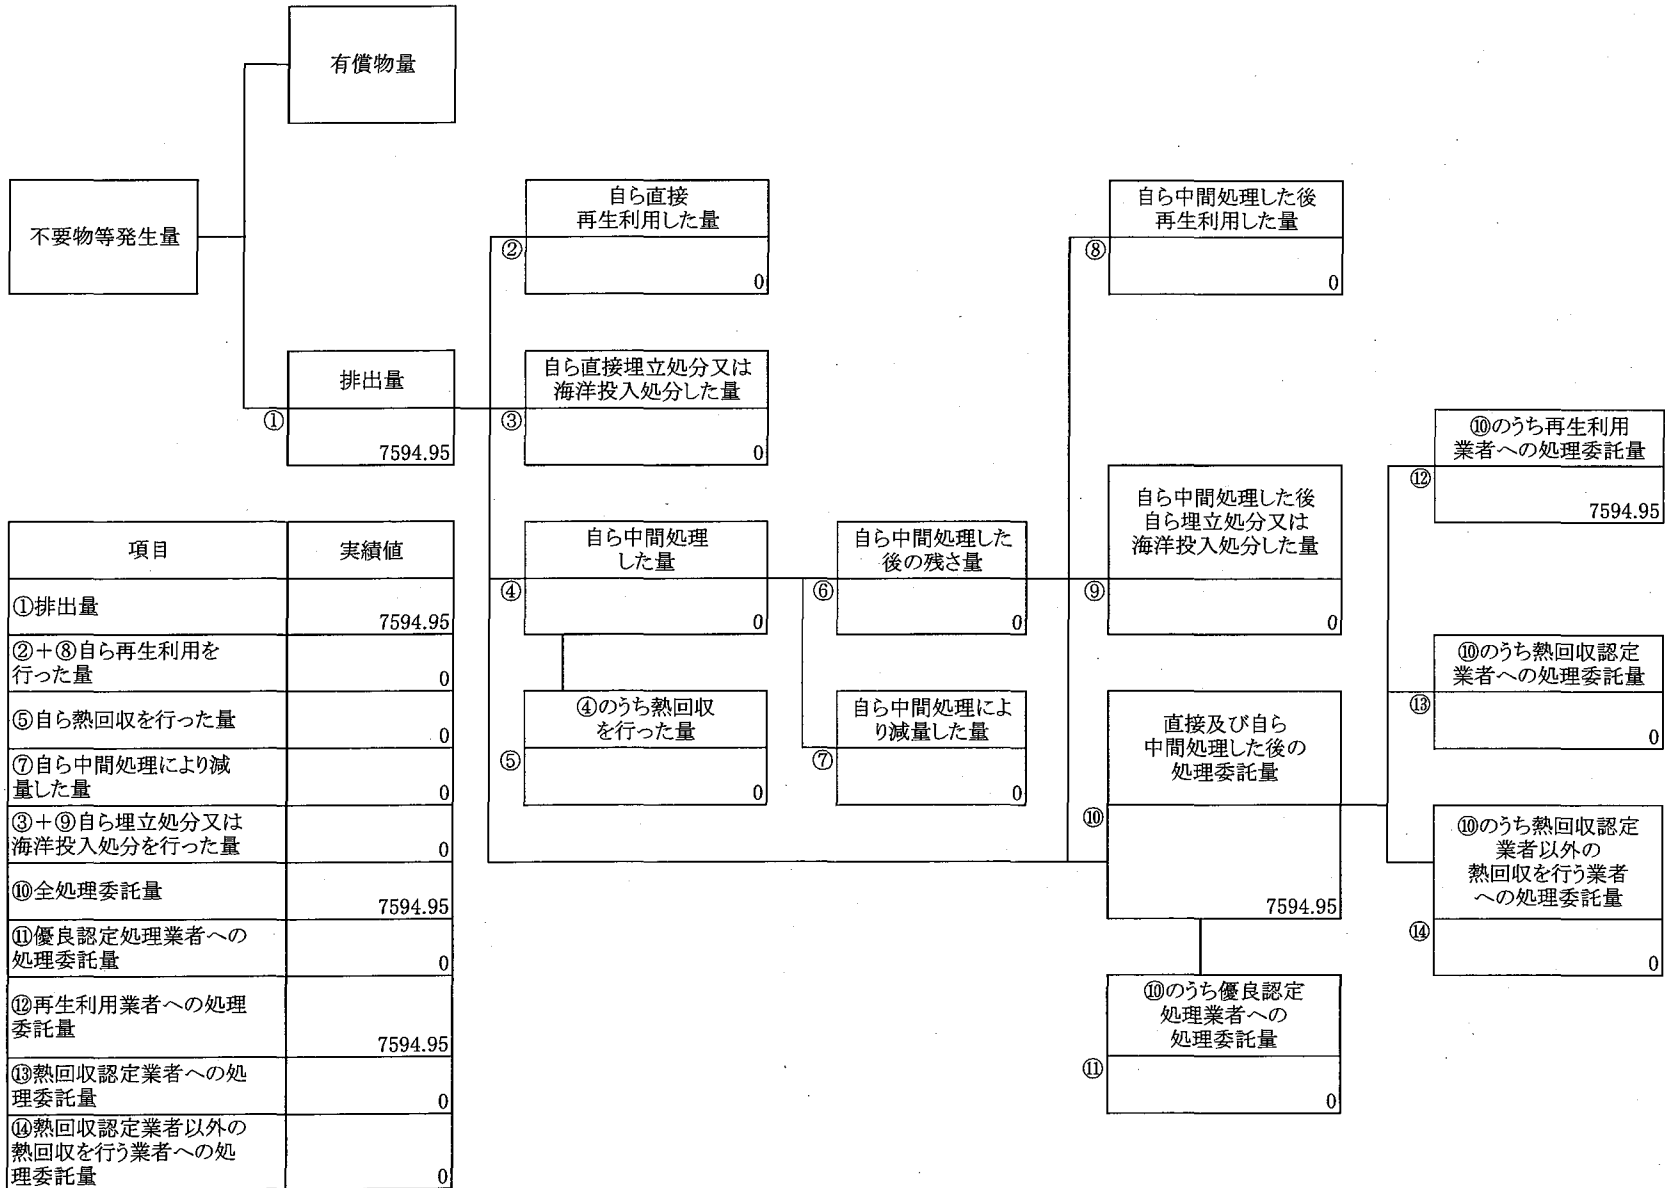 有償物量
不要物等発生量
自ら直接
再生利用した量
②
0
自ら中間処理した後
再生利用した量
⑧
0
排出量
①
7594.95
自ら直接埋立処分又は
海洋投入処分した量
③
0
⑩のうち再生利用
業者への処理委託量
⑫
7594.95
自ら中間処理
した量
④
0
自ら中間処理した
後の残さ量
⑥
0
自ら中間処理した後
自ら埋立処分又は
海洋投入処分した量
⑨
0
⑩のうち熱回収認定
業者への処理委託量
⑬
0
④のうち熱回収
を行った量
⑤
0
自ら中間処理によ
り減量した量
⑦
0
直接及び自ら
中間処理した後の
処理委託量
⑩
7594.95
⑩のうち熱回収認定
業者以外の
熱回収を行う業者
への処理委託量
⑭
0
⑩のうち優良認定
処理業者への
処理委託量
⑪
0
項目 実績値
①排出量
7594.95
②+⑧自ら再生利用を
行った量
0
⑤自ら熱回収を行った量
0
⑦自ら中間処理により減
量した量
0
③+⑨自ら埋立処分又は
海洋投入処分を行った量
0
⑩全処理委託量
7594.95
⑪優良認定処理業者への
処理委託量
0
⑫再生利用業者への処理
委託量
7594.95
⑬熱回収認定業者への処
理委託量
0
⑭熱回収認定業者以外の
熱回収を行う業者への処
理委託量
0